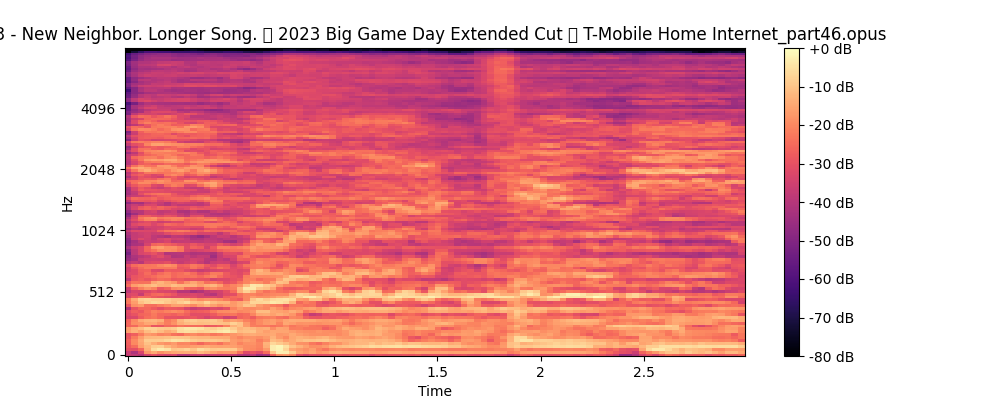 - New Neighbor. Longer Song. 2023 Big Game Day Extended Cut T-Mobile Home Internet_part46.opus
+0 dB
-10 dB
-20 dB
-30 dB
-40 dB
-50 dB
-60 dB
-70 dB
-80 dB
Hz
4096
2048
1024
512
0
0
0.5
1
1.5
2
2.5
Time